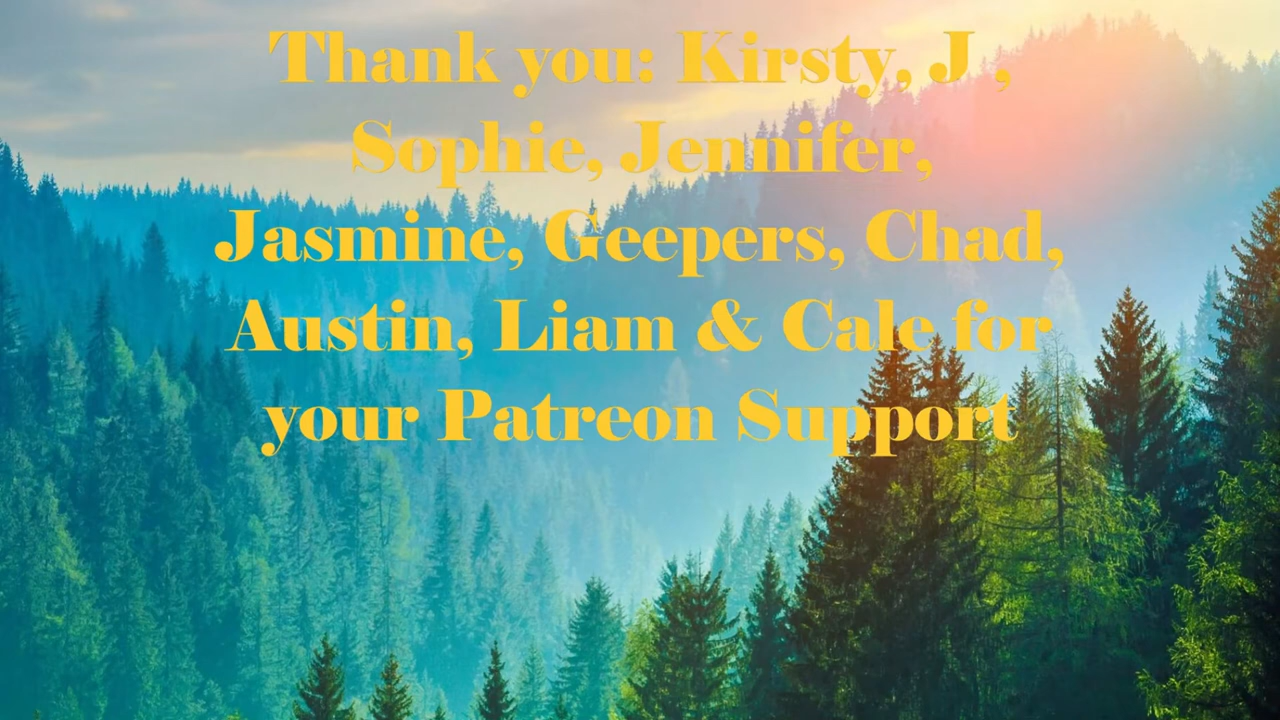 Thank you: Kirsty, J ,
Sophie, Jennifer,
Jasmine, Geepers, Chad,
Austin, Liam & Cale for
your Patreon Support